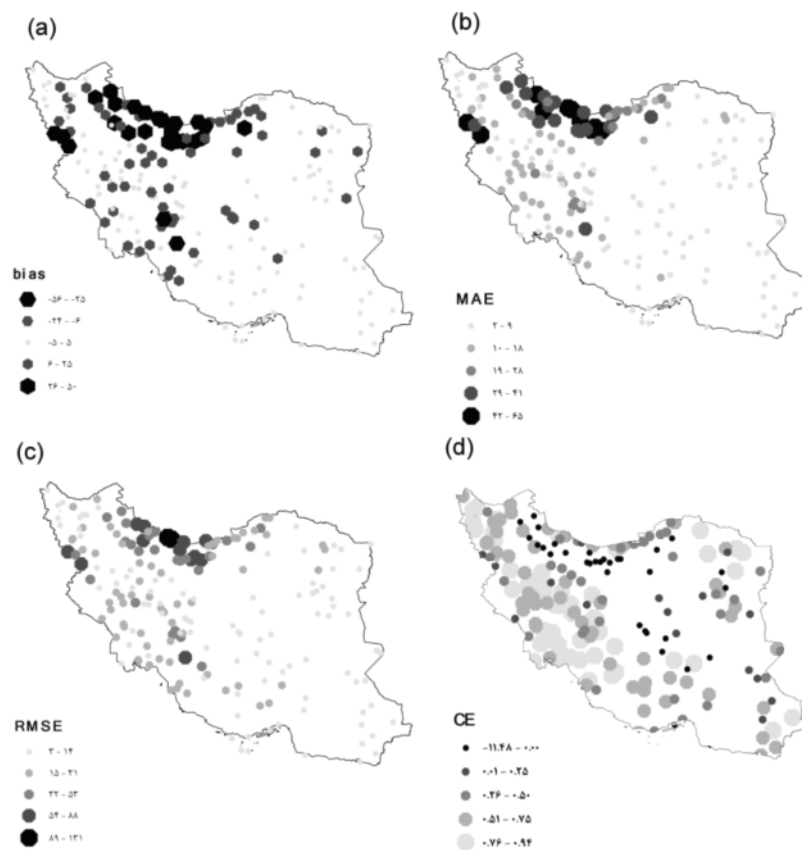 (a)
bias
-۵۶ – -۲۵
-۲۴ – -۶
-۵ – ۵
۶ – ۲۵
۲۶ – ۵۰
(b)
MAE
۲ – ۹
۱۰ – ۱۸
۱۹ – ۲۸
۲۹ – ۴۱
۴۲ – ۶۵
(c)
RMSE
۳ – ۱۴
۱۵ – ۳۱
۳۲ – ۵۳
۵۴ – ۸۸
۸۹ – ۱۳۱
(d)
CE
-۱۱.۴۸ – ۰.۰۰
۰.۰۱ – ۰.۲۵
۰.۲۶ – ۰.۵۰
۰.۵۱ – ۰.۷۵
۰.۷۶ – ۰.۹۴